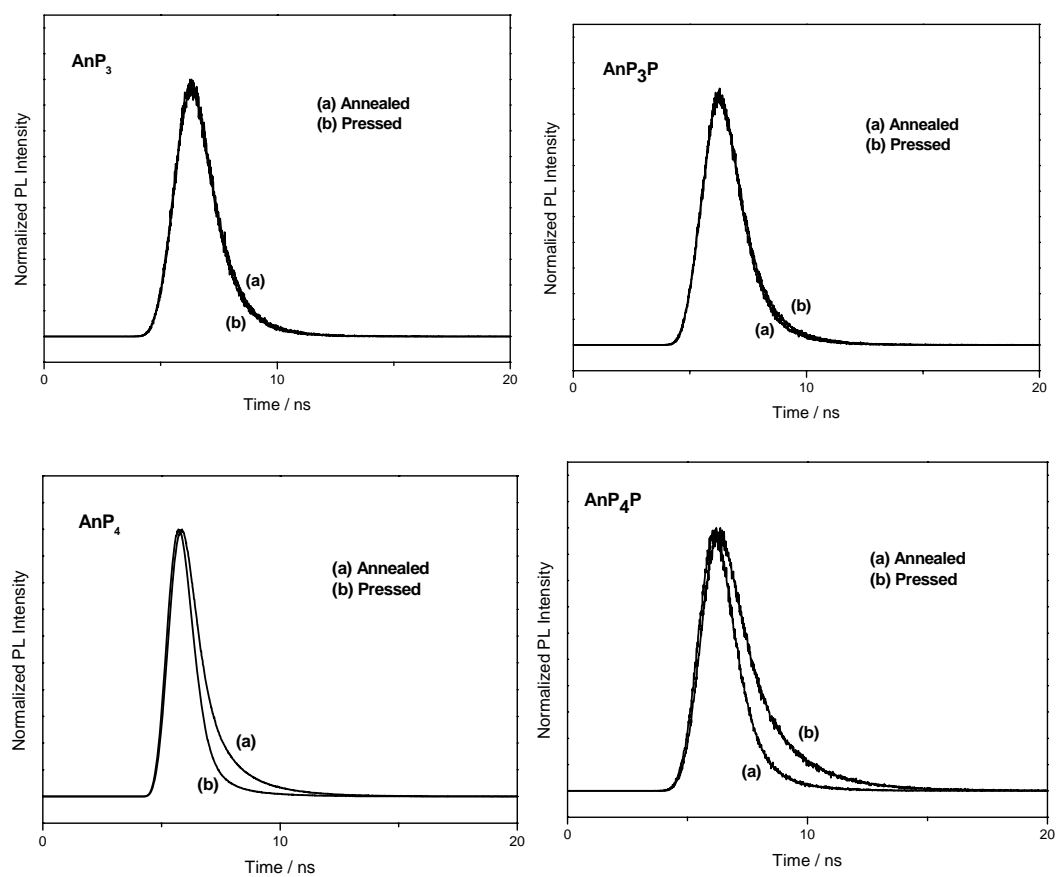 AnP₃
(a) Annealed
(b) Pressed
(a)
(b)
Normalized PL Intensity
0 10 20
Time / ns
AnP₃P
(a) Annealed
(b) Pressed
(b)
(a)
Normalized PL Intensity
0 10 20
Time / ns
AnP₄
(a) Annealed
(b) Pressed
(a)
(b)
Normalized PL Intensity
0 10 20
Time / ns
AnP₄P
(a) Annealed
(b) Pressed
(b)
(a)
Normalized PL Intensity
0 10 20
Time / ns